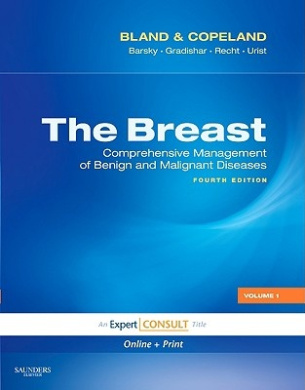 BLAND & COPELAND
Barsky • Gradishar • Recht • Urist
The Breast
Comprehensive Management
of Benign and Malignant Diseases
FOURTH EDITION
VOLUME 1
An Expert CONSULT Title
Online + Print
SAUNDERS
ELSEVIER